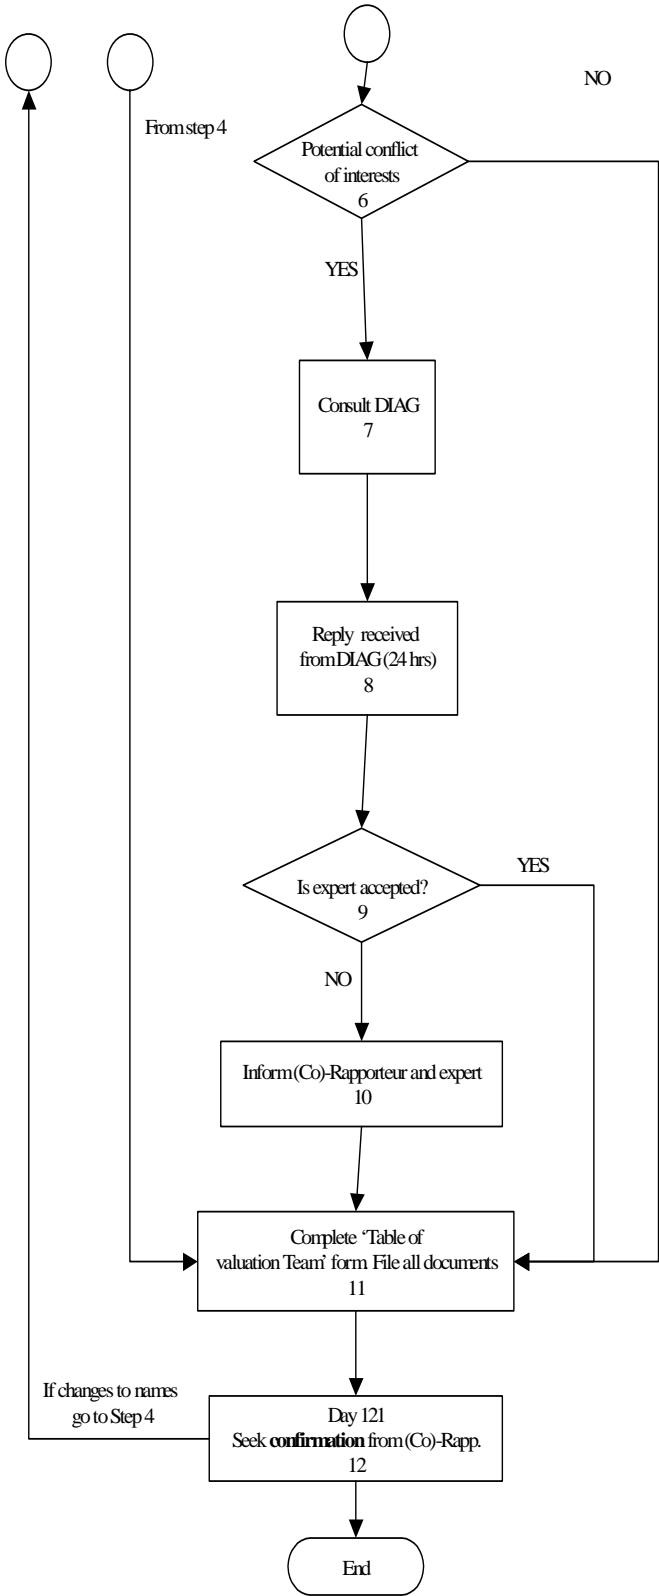 NO
From step 4
Potential conflict
of interests
6
YES
Consult DIAG
7
Reply received
from DIAG (24 hrs)
8
YES
Is expert accepted?
9
NO
Inform (Co)-Rapporteur and expert
10
Complete ‘Table of
valuation Team’ form. File all documents
11
If changes to names
go to Step 4
Day 121
Seek confirmation from (Co)-Rapp.
12
End